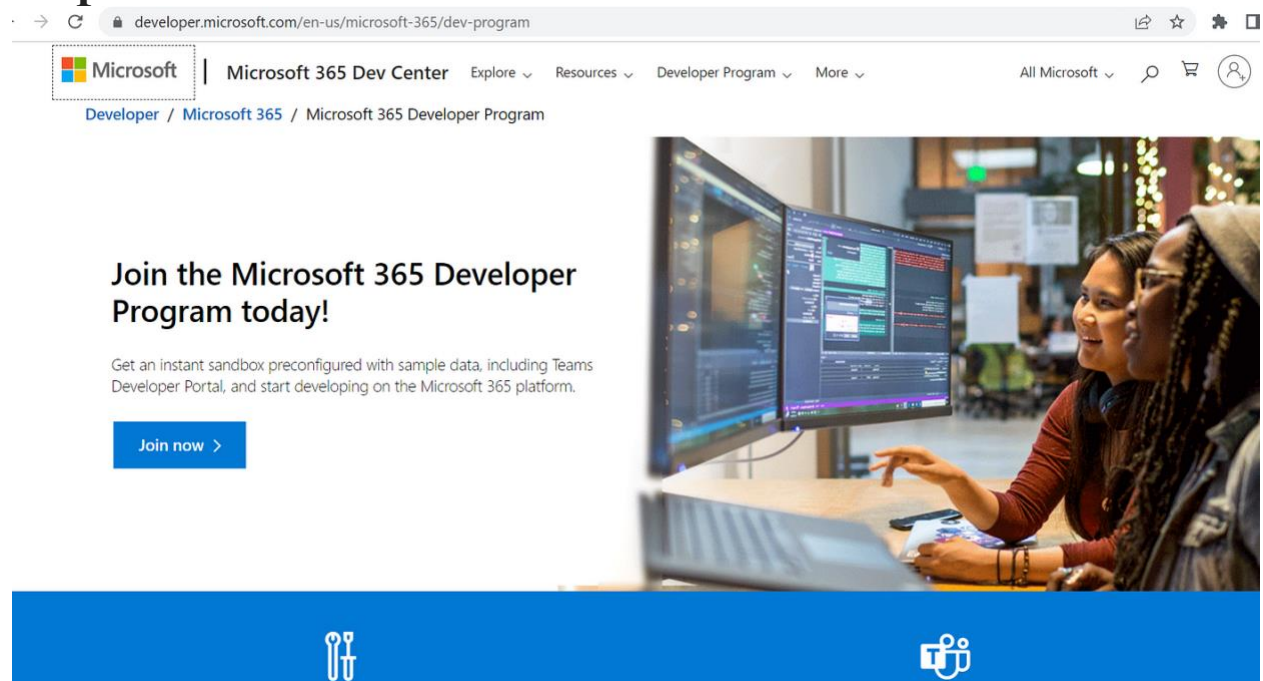 developer.microsoft.com/en-us/microsoft-365/dev-program
Microsoft | Microsoft 365 Dev Center Explore Resources Developer Program More All Microsoft
Developer / Microsoft 365 / Microsoft 365 Developer Program
Join the Microsoft 365 Developer
Program today!
Get an instant sandbox preconfigured with sample data, including Teams
Developer Portal, and start developing on the Microsoft 365 platform.
Join now >